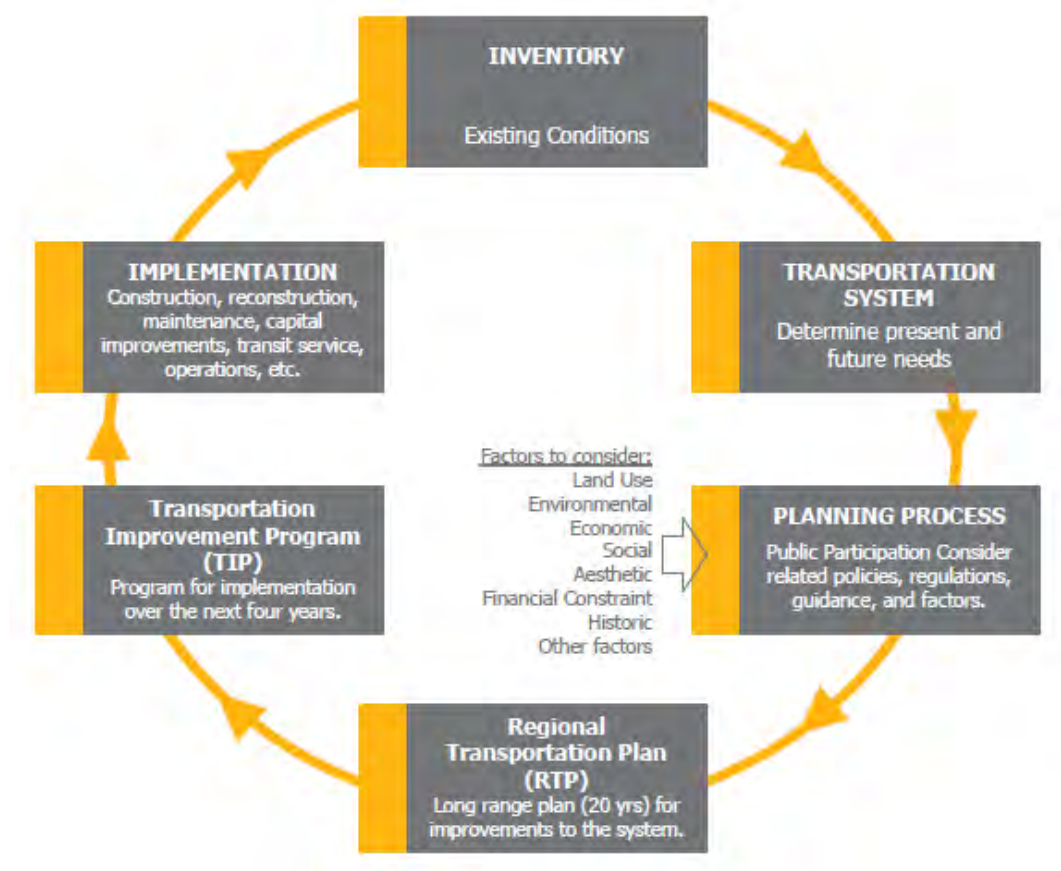 INVENTORY
Existing Conditions
TRANSPORTATION
SYSTEM
Determine present and
future needs
Factors to consider:
Land Use
Environmental
Economic
Social
Aesthetic
Financial Constraint
Historic
Other factors
PLANNING PROCESS
Public Participation Consider
related policies, regulations,
guidance, and factors.
Regional
Transportation Plan
(RTP)
Long range plan (20 yrs) for
improvements to the system.
Transportation
Improvement Program
(TIP)
Program for implementation
over the next four years.
IMPLEMENTATION
Construction, reconstruction,
maintenance, capital
improvements, transit service,
operations, etc.